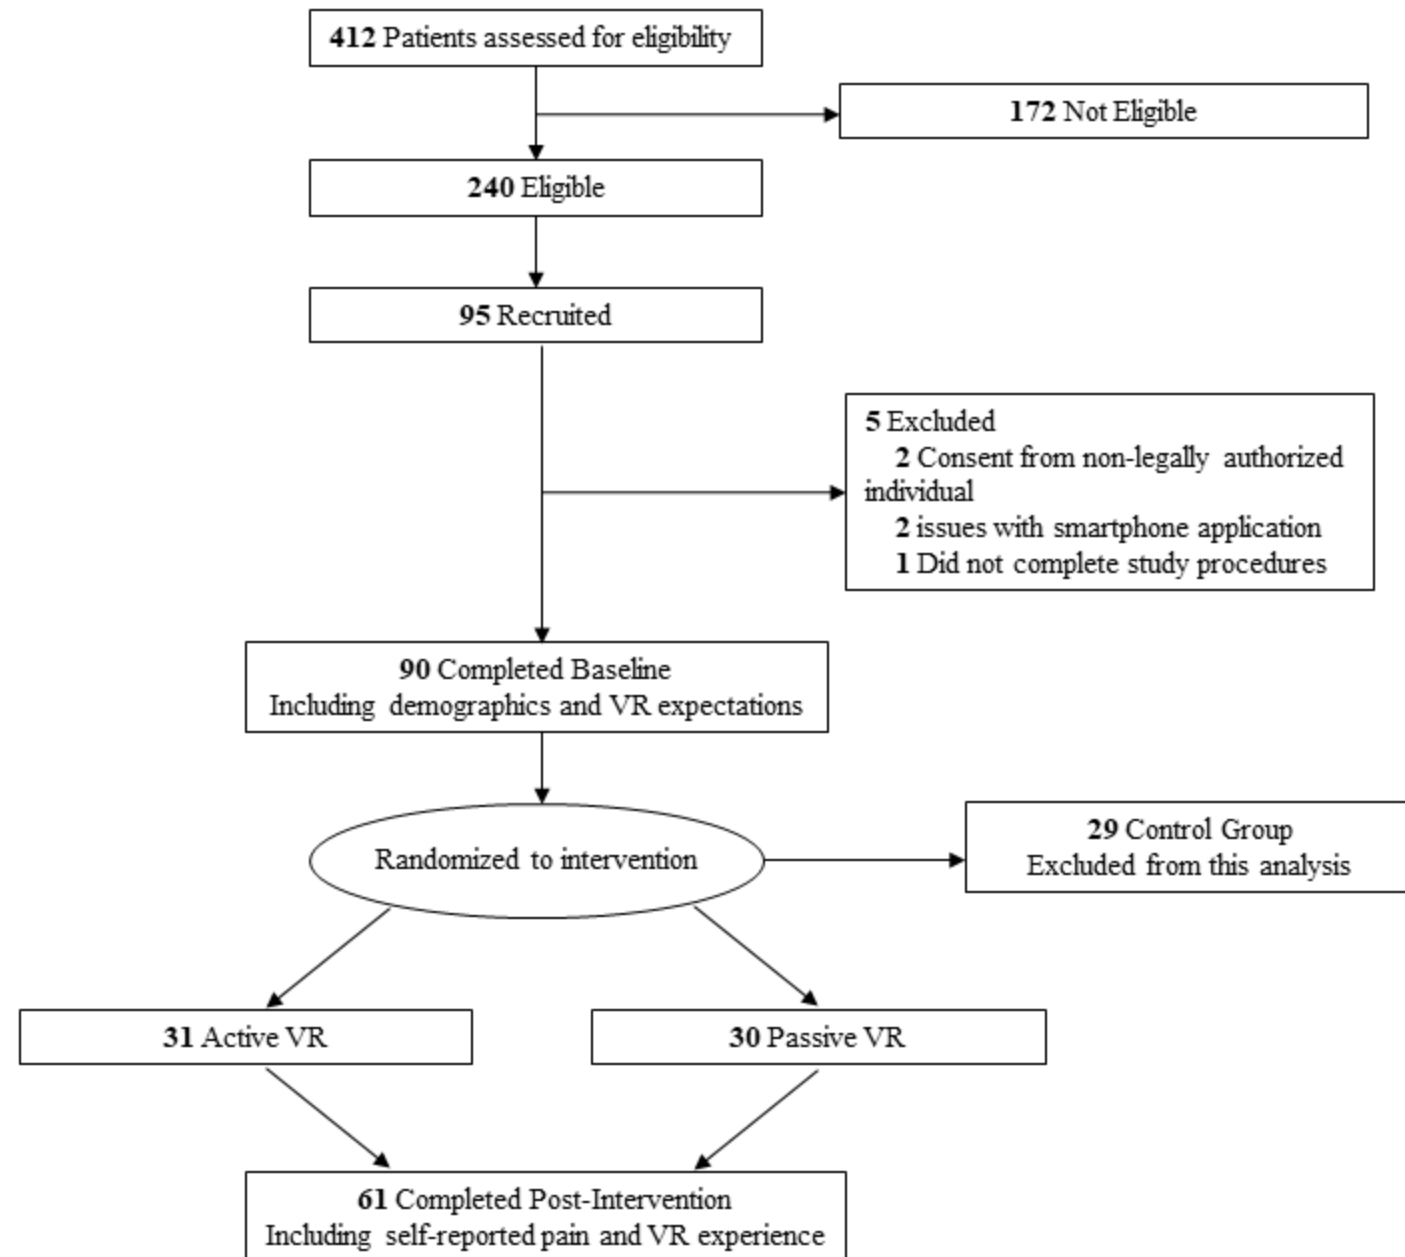 412 Patients assessed for eligibility
172 Not Eligible
240 Eligible
95 Recruited
5 Excluded
2 Consent from non-legally authorized
individual
2 issues with smartphone application
1 Did not complete study procedures
90 Completed Baseline
Including demographics and VR expectations
Randomized to intervention
29 Control Group
Excluded from this analysis
31 Active VR
30 Passive VR
61 Completed Post-Intervention
Including self-reported pain and VR experience